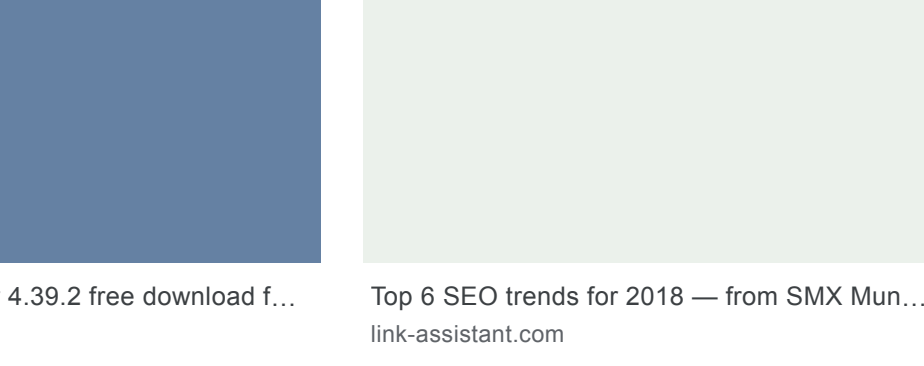 4.39.2 free download f...
Top 6 SEO trends for 2018 — from SMX Mun...
link-assistant.com